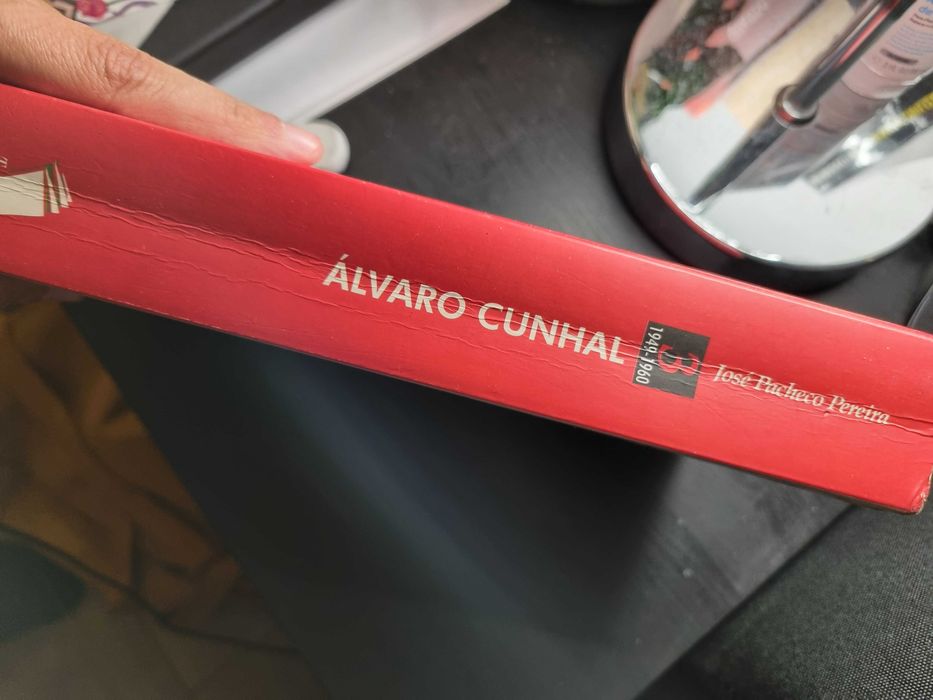 ÁLVARO CUNHAL
3
1949-1960
José Pacheco Pereira